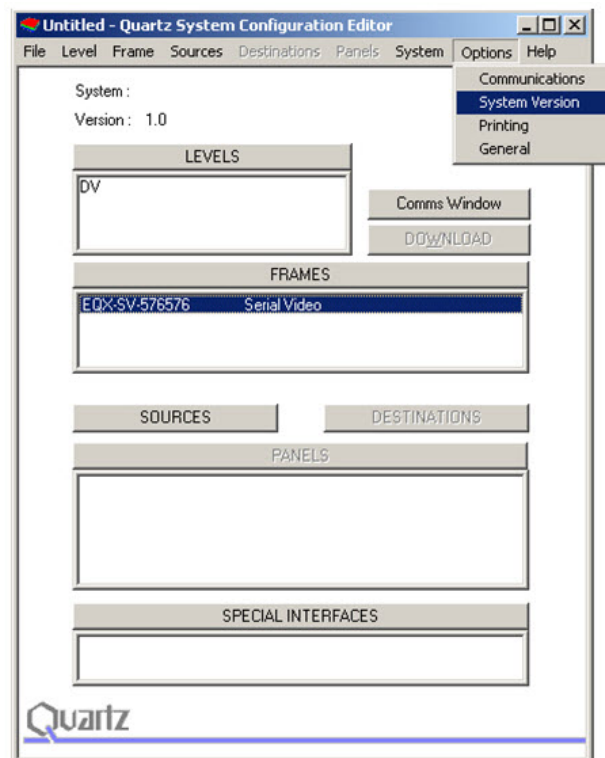 Untitled - Quartz System Configuration Editor
File Level Frame Sources Destinations Panels System Options Help
Communications
System Version
Printing
General
System :
Version : 1.0
LEVELS
DV
Comms Window
DOWNLOAD
FRAMES
EQX-SV-576576 Serial Video
SOURCES
DESTINATIONS
PANELS
SPECIAL INTERFACES
Quartz